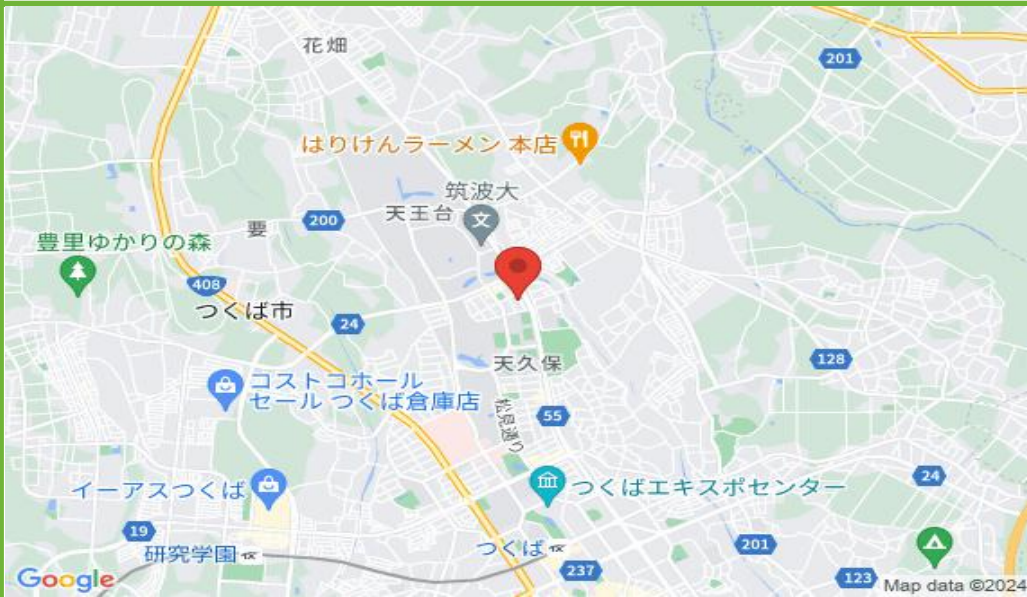 花畑
201
はりけんラーメン 本店
筑波大
天王台
文
200
要
豊里ゆかりの森
408
つくば市
24
128
天久保
コストコホール
セール つくば倉庫店
松見通り
55
24
イーアスつくば
つくばエキスポセンター
19
研究学園
つくば
201
237
123
Google
Map data ©2024